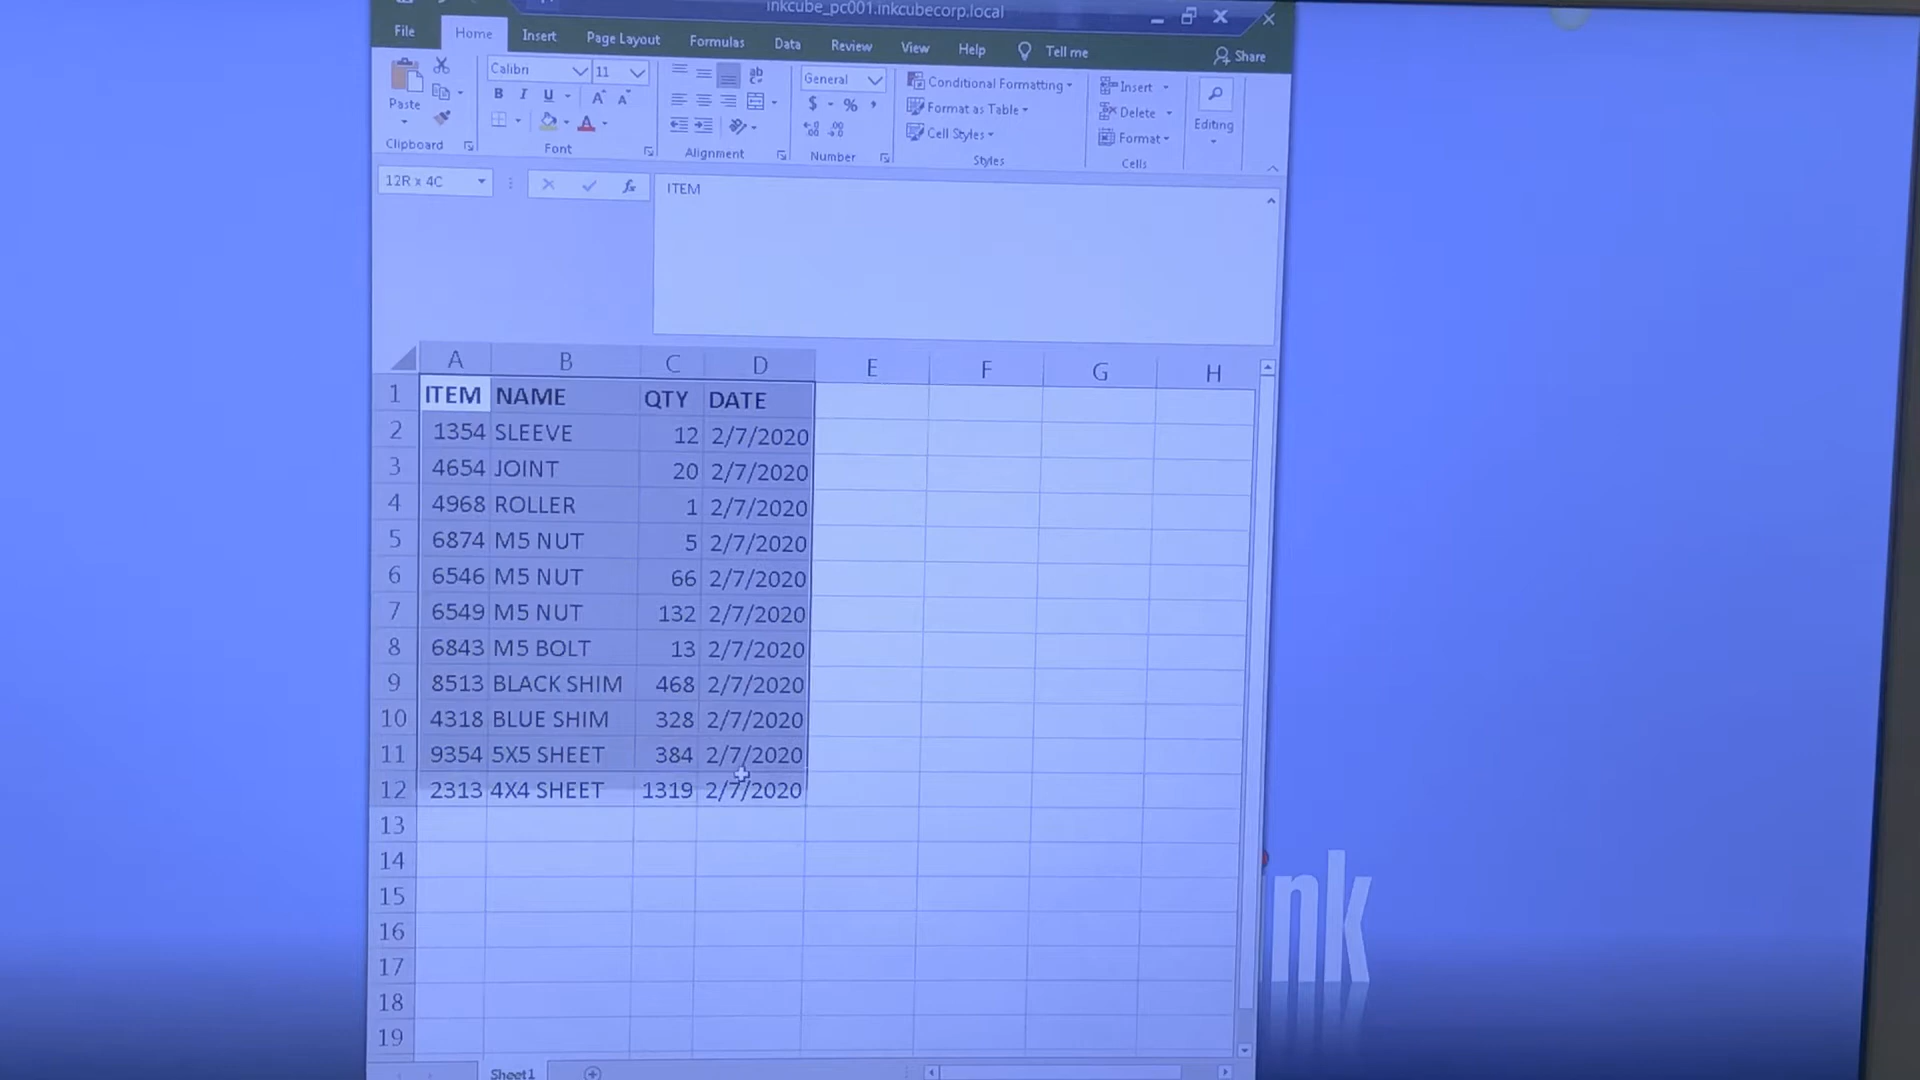 inkcube_pc001.inkcubecorp.local
File Home Insert Page Layout Formulas Data Review View Help Tell me Share
Paste
Clipboard
Calibri 11
B I U A A
A
Font
ab
Alignment
General
$ % ,
Number
Conditional Formatting
Format as Table
Cell Styles
Styles
Insert
Delete
Format
Cells
Editing
12R x 4C fx ITEM
A B C D E F G H
1 ITEM NAME QTY DATE
2 1354 SLEEVE 12 2/7/2020
3 4654 JOINT 20 2/7/2020
4 4968 ROLLER 1 2/7/2020
5 6874 M5 NUT 5 2/7/2020
6 6546 M5 NUT 66 2/7/2020
7 6549 M5 NUT 132 2/7/2020
8 6843 M5 BOLT 13 2/7/2020
9 8513 BLACK SHIM 468 2/7/2020
10 4318 BLUE SHIM 328 2/7/2020
11 9354 5X5 SHEET 384 2/7/2020
12 2313 4X4 SHEET 1319 2/7/2020
13
14
15
16
17
18
19
Sheet1
ink